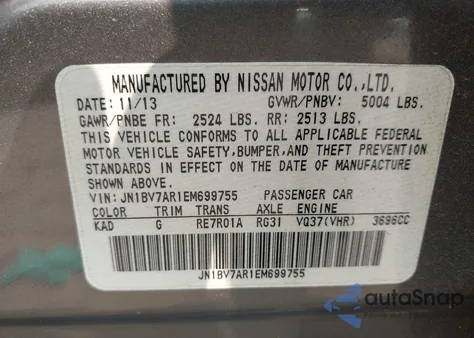 MANUFACTURED BY NISSAN MOTOR CO.,LTD.
DATE: 11/13 GVWR/PNBV: 5004 LBS.
GAWR/PNBE FR: 2524 LBS. RR: 2513 LBS.
THIS VEHICLE CONFORMS TO ALL APPLICABLE FEDERAL
MOTOR VEHICLE SAFETY,BUMPER,AND THEFT PREVENTION
STANDARDS IN EFFECT ON THE DATE OF MANUFACTURE
SHOWN ABOVE.
VIN: JN1BV7AR1EM699755 PASSENGER CAR
COLOR TRIM TRANS AXLE ENGINE
KAD G RE7R01A RG31 VQ37(VHR) 3696CC
JN1BV7AR1EM699755
autoSnap